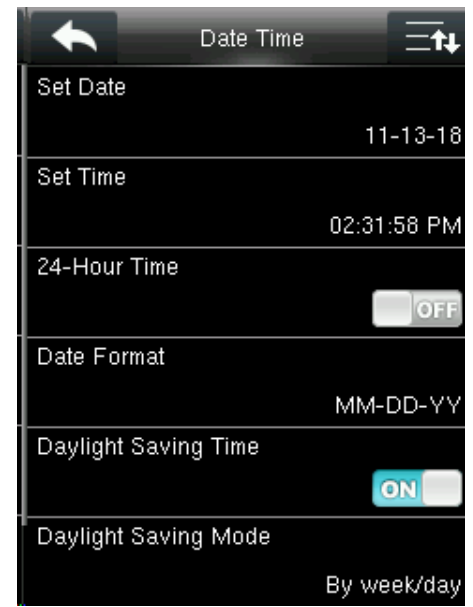 Date Time
Set Date
11-13-18
Set Time
02:31:58 PM
24-Hour Time
OFF
Date Format
MM-DD-YY
Daylight Saving Time
ON
Daylight Saving Mode
By week/day